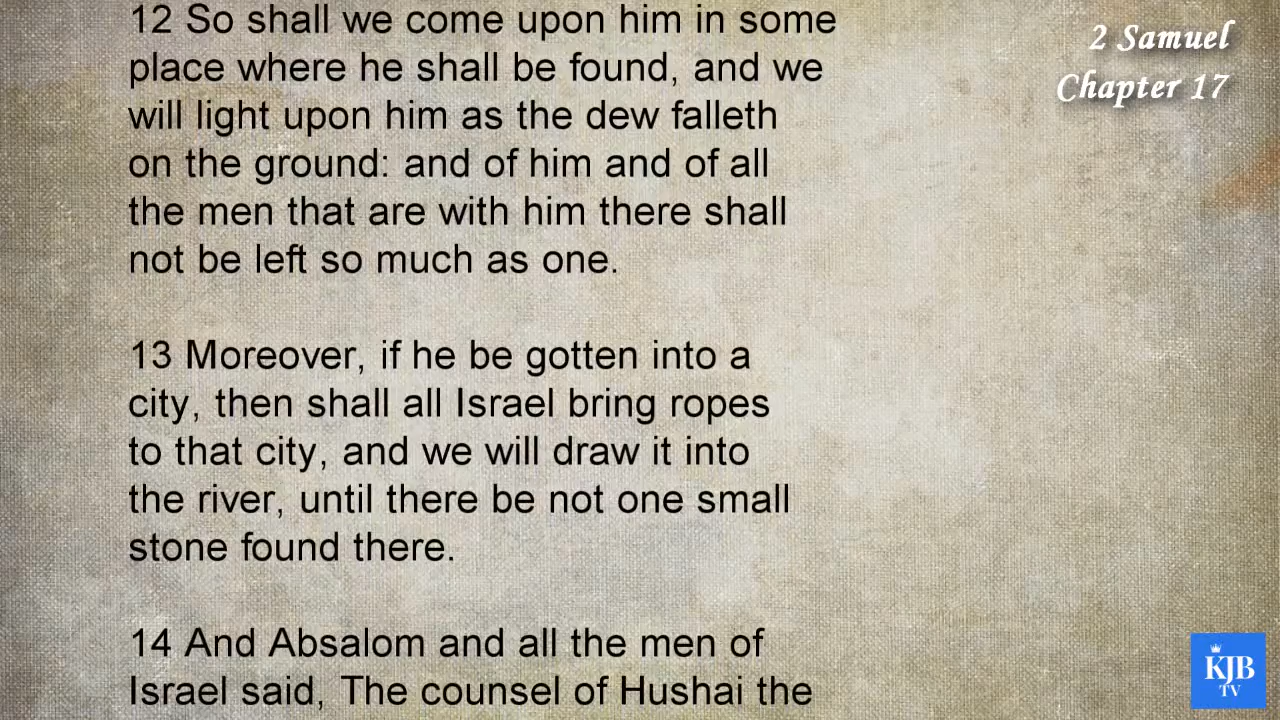 12 So shall we come upon him in some
place where he shall be found, and we
will light upon him as the dew falleth
on the ground: and of him and of all
the men that are with him there shall
not be left so much as one.
13 Moreover, if he be gotten into a
city, then shall all Israel bring ropes
to that city, and we will draw it into
the river, until there be not one small
stone found there.
14 And Absalom and all the men of
Israel said, The counsel of Hushai the
2 Samuel
Chapter 17
KJB
TV